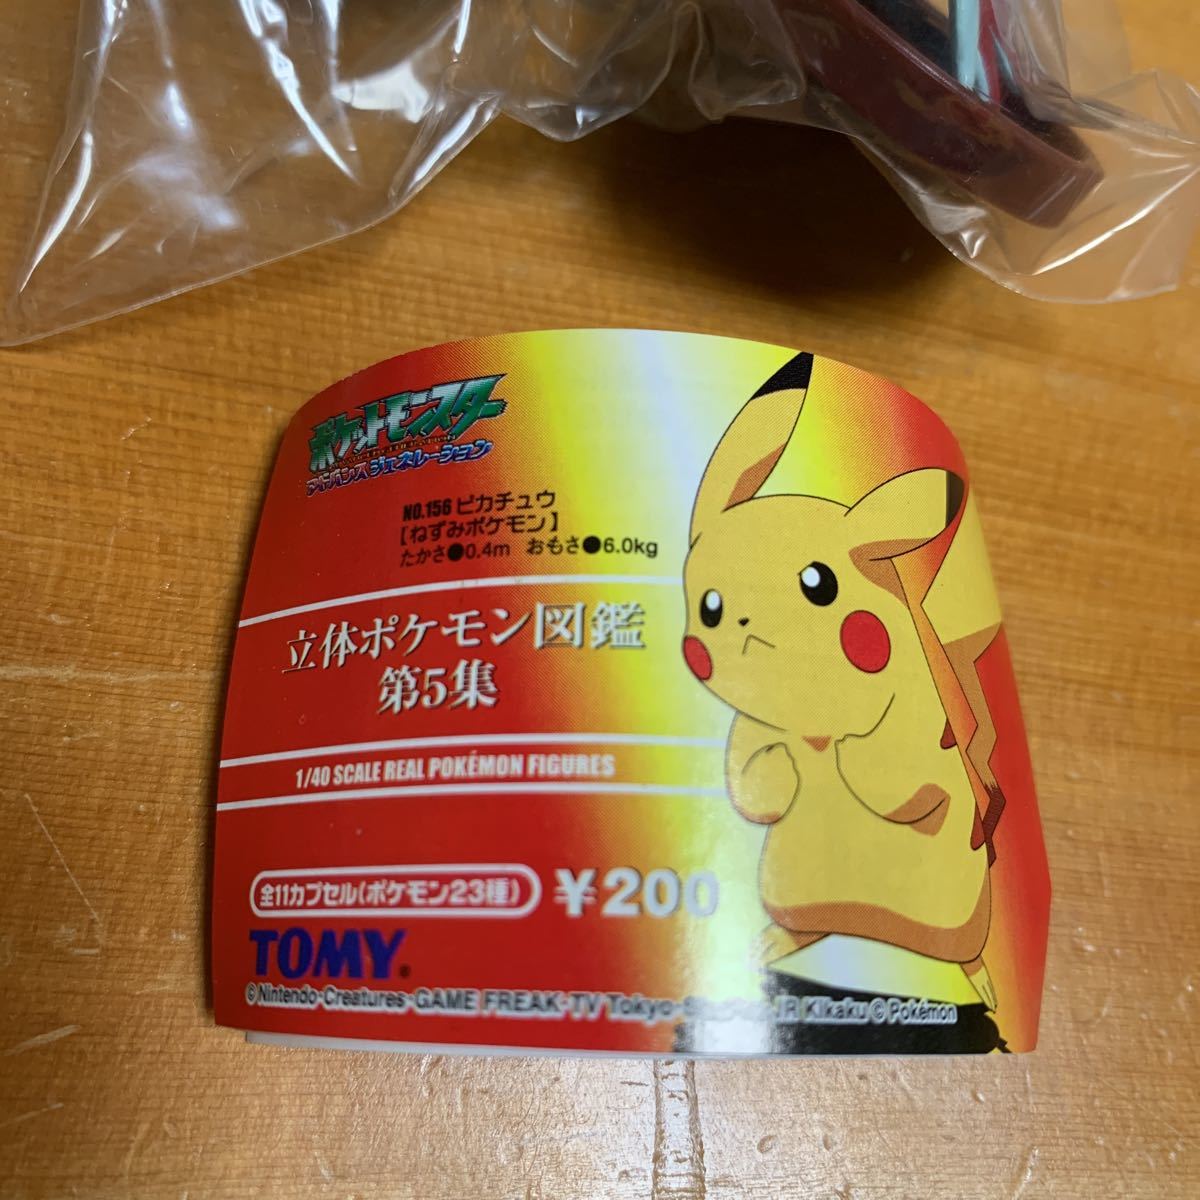 ポケットモンスター
アドバンスジェネレーション
NO.156 ピカチュウ
【ねずみポケモン】
たかさ●0.4m おもさ●6.0kg
立体ポケモン図鑑
第5集
1/40 SCALE REAL POKÉMON FIGURES
全11カプセル(ポケモン23種) ¥200
TOMY®
©Nintendo・Creatures・GAME FREAK・TV Tokyo・JR Kikaku © Pokémon